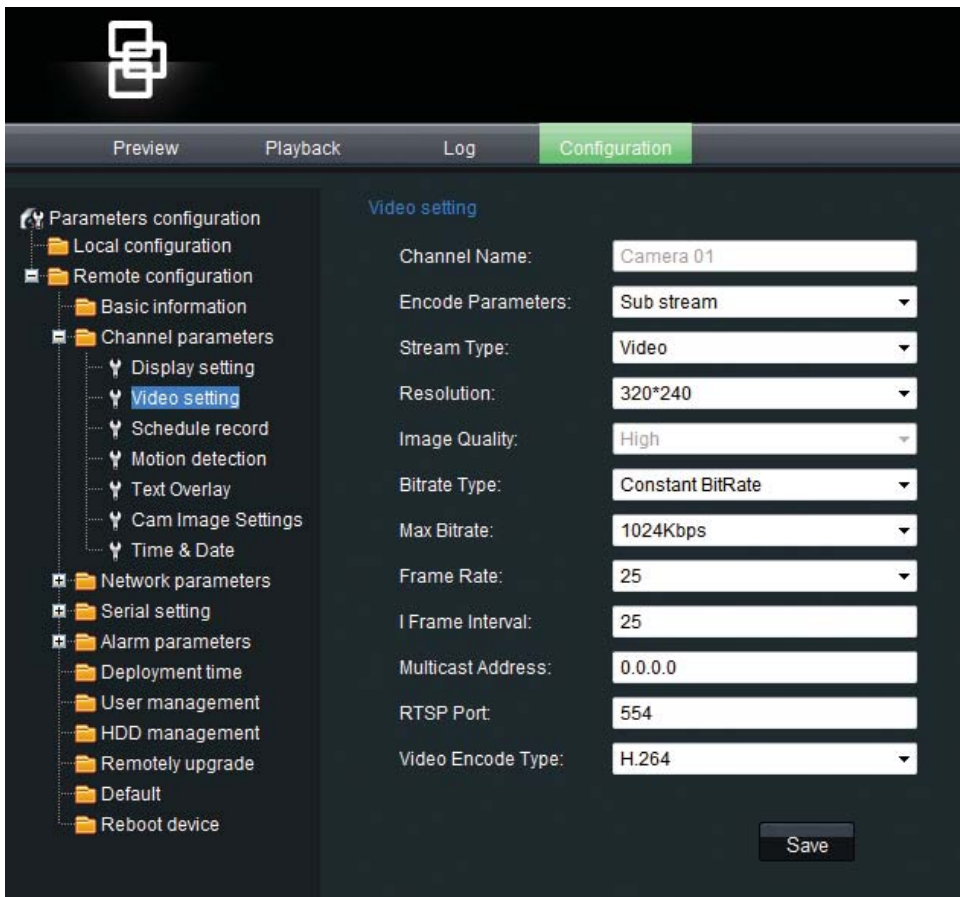 Preview Playback Log Configuration
Parameters configuration
Local configuration
Remote configuration
Basic information
Channel parameters
Display setting
Video setting
Schedule record
Motion detection
Text Overlay
Cam Image Settings
Time & Date
Network parameters
Serial setting
Alarm parameters
Deployment time
User management
HDD management
Remotely upgrade
Default
Reboot device
Video setting
Channel Name: Camera 01
Encode Parameters: Sub stream
Stream Type: Video
Resolution: 320*240
Image Quality: High
Bitrate Type: Constant BitRate
Max Bitrate: 1024Kbps
Frame Rate: 25
I Frame Interval: 25
Multicast Address: 0.0.0.0
RTSP Port: 554
Video Encode Type: H.264
Save